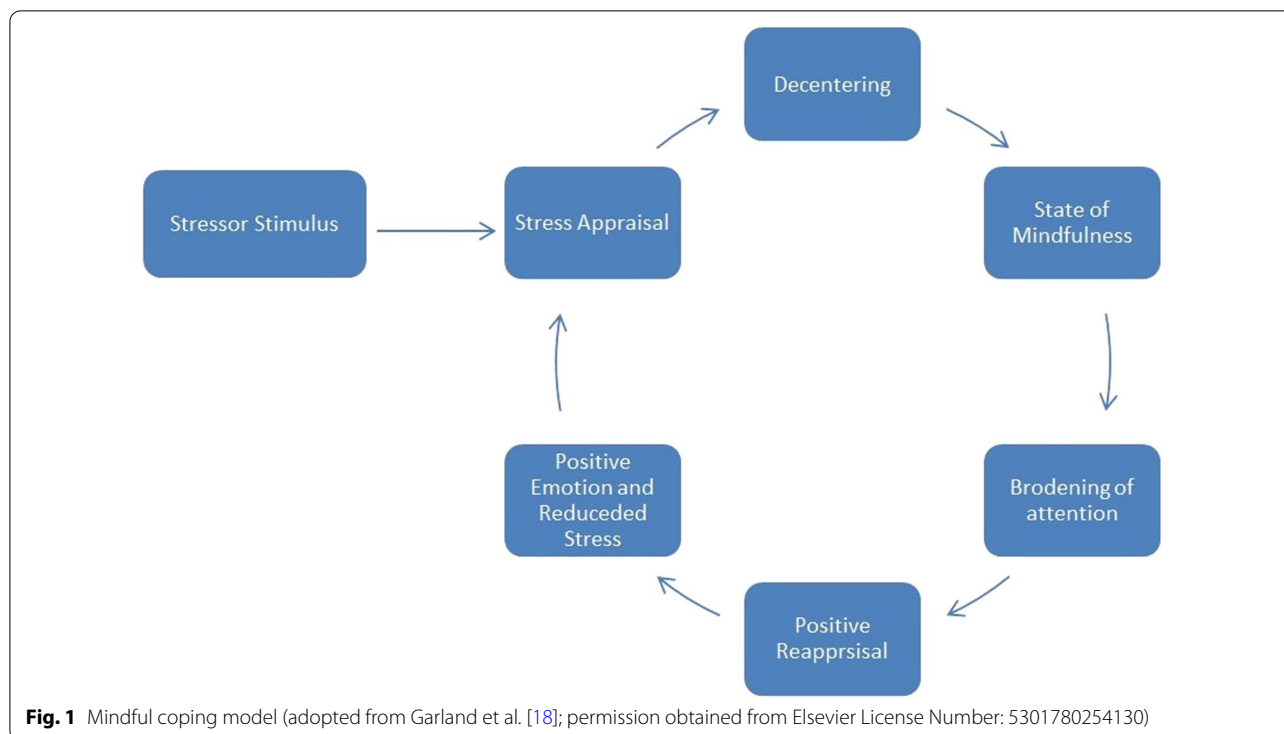 Decentering
Stressor Stimulus
Stress Appraisal
State of
Mindfulness
Positive
Emotion and
Reduceded
Stress
Brodening of
attention
Positive
Reapprsisal
Fig. 1 Mindful coping model (adopted from Garland et al. [18]; permission obtained from Elsevier License Number: 5301780254130)